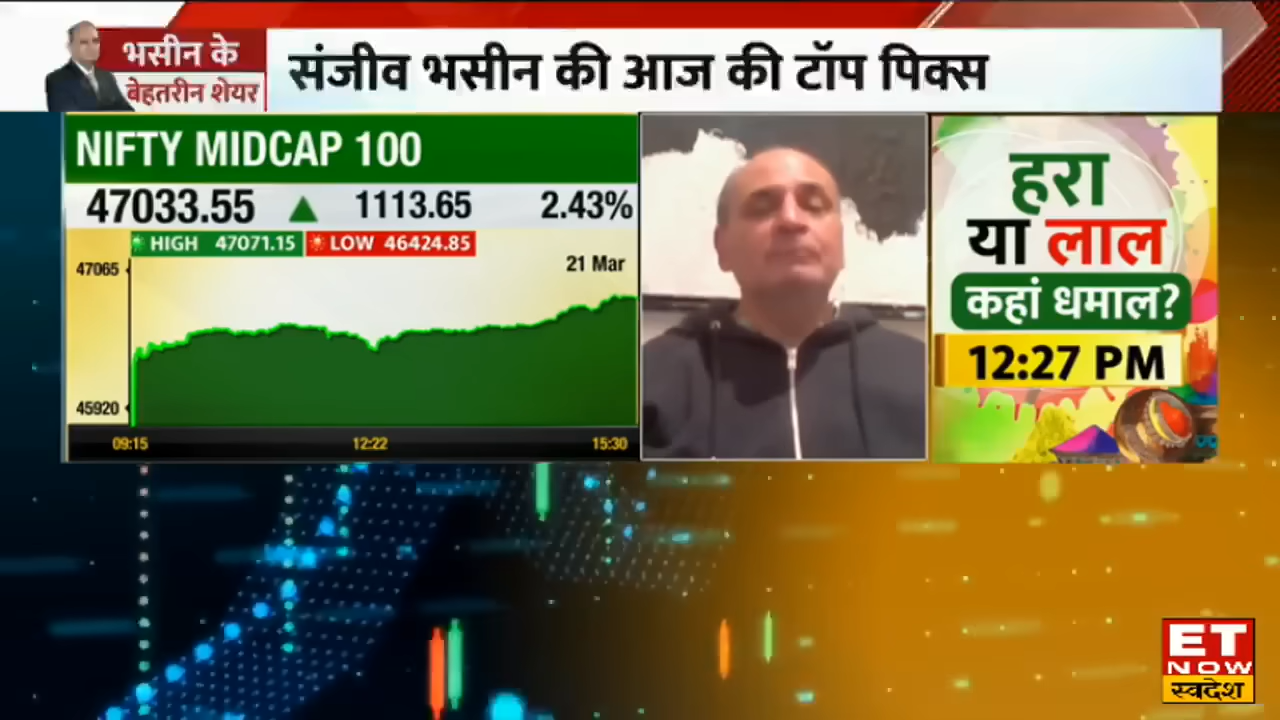 भसीन के
बेहतरीन शेयर
संजीव भसीन की आज की टॉप पिक्स
NIFTY MIDCAP 100
47033.55 ▲ 1113.65 2.43%
HIGH 47071.15 LOW 46424.85
47065
21 Mar
45920
09:15 12:22 15:30
हरा
या लाल
कहां धमाल?
12:27 PM
ET
NOW
स्वदेश